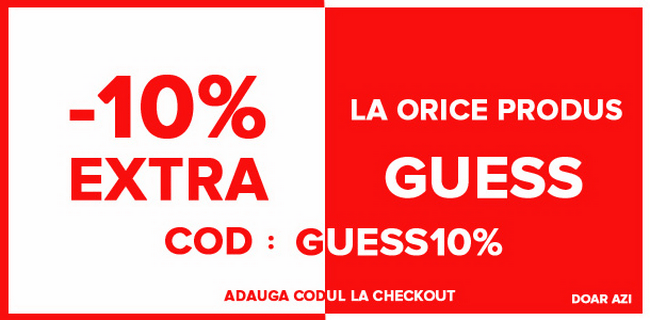 -10%
EXTRA
LA ORICE PRODUS
GUESS
COD : GUESS10%
ADAUGA CODUL LA CHECKOUT
DOAR AZI